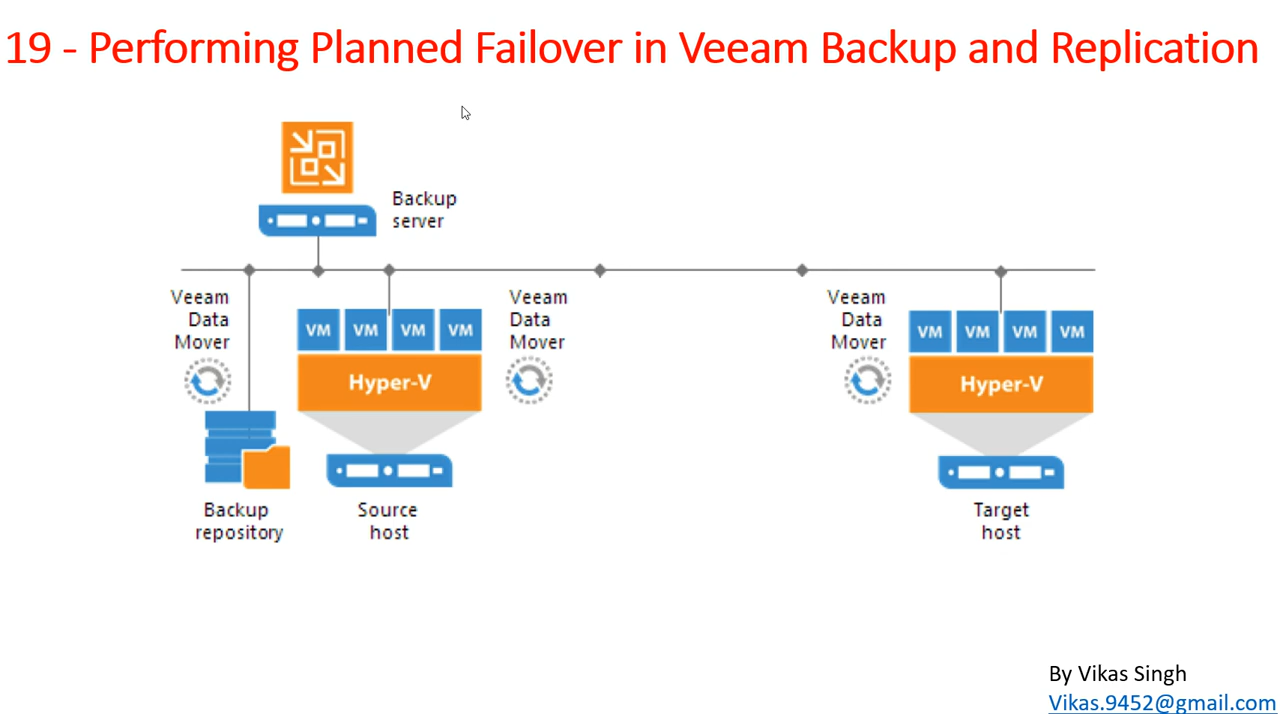 19 - Performing Planned Failover in Veeam Backup and Replication
Backup
server
Veeam
Data
Mover
VM VM VM VM
Hyper-V
Veeam
Data
Mover
Veeam
Data
Mover
VM VM VM VM
Hyper-V
Backup
repository
Source
host
Target
host
By Vikas Singh
Vikas.9452@gmail.com